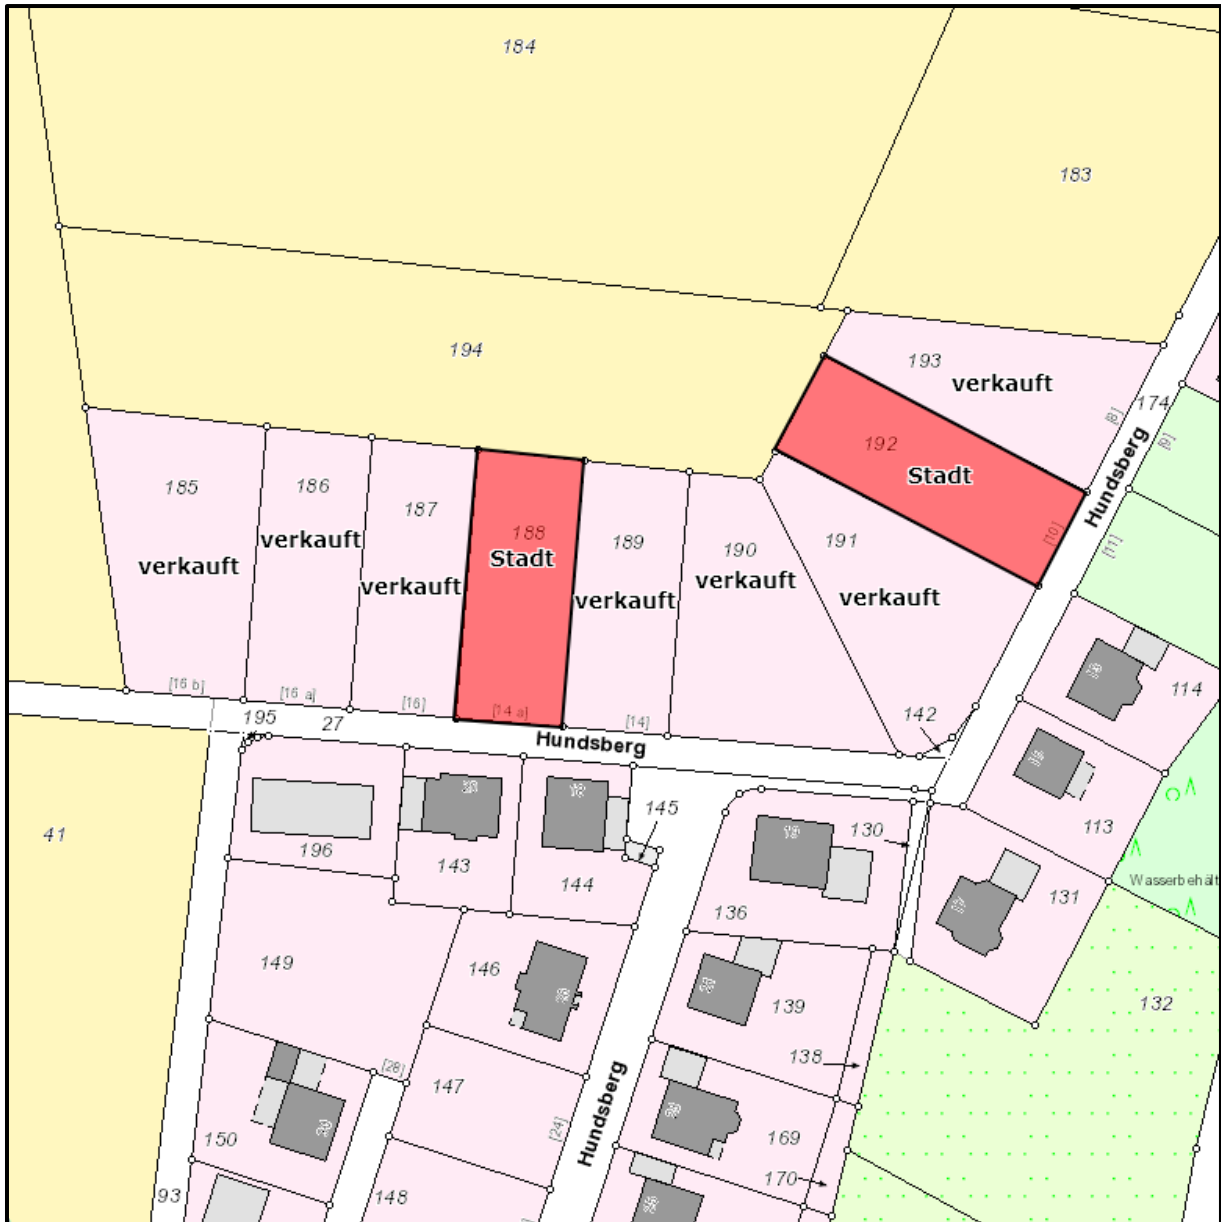 184
183
194
193
verkauft
[8]
174
[9]
192
Stadt
[10]
Hundsberg
[11]
185
verkauft
186
verkauft
187
verkauft
188
Stadt
189
verkauft
190
verkauft
191
verkauft
[16 b]
[16 a]
[16]
[14 a]
[14]
142
114
195
27
Hundsberg
41
196
143
144
145
130
113
Wasserbehält
131
136
149
146
139
132
138
[28]
147
[24]
Hundsberg
150
169
170
93
148